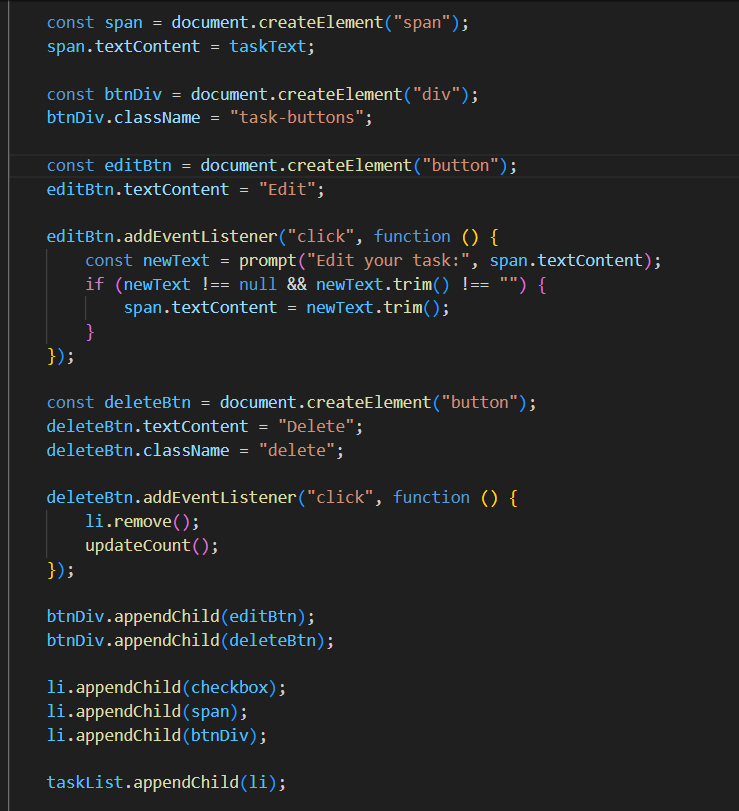 const span = document.createElement("span");
span.textContent = taskText;
const btnDiv = document.createElement("div");
btnDiv.className = "task-buttons";
const editBtn = document.createElement("button");
editBtn.textContent = "Edit";
editBtn.addEventListener("click", function () {
const newText = prompt("Edit your task:", span.textContent);
if (newText !== null && newText.trim() !== "") {
span.textContent = newText.trim();
}
});
const deleteBtn = document.createElement("button");
deleteBtn.textContent = "Delete";
deleteBtn.className = "delete";
deleteBtn.addEventListener("click", function () {
li.remove();
updateCount();
});
btnDiv.appendChild(editBtn);
btnDiv.appendChild(deleteBtn);
li.appendChild(checkbox);
li.appendChild(span);
li.appendChild(btnDiv);
taskList.appendChild(li);